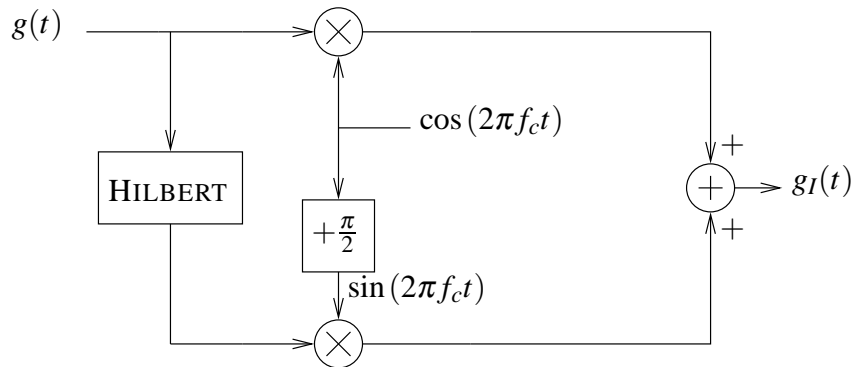 g(t)
cos (2πf_ct)
+
HILBERT
+
g_I(t)
+π/2
+
sin (2πf_ct)